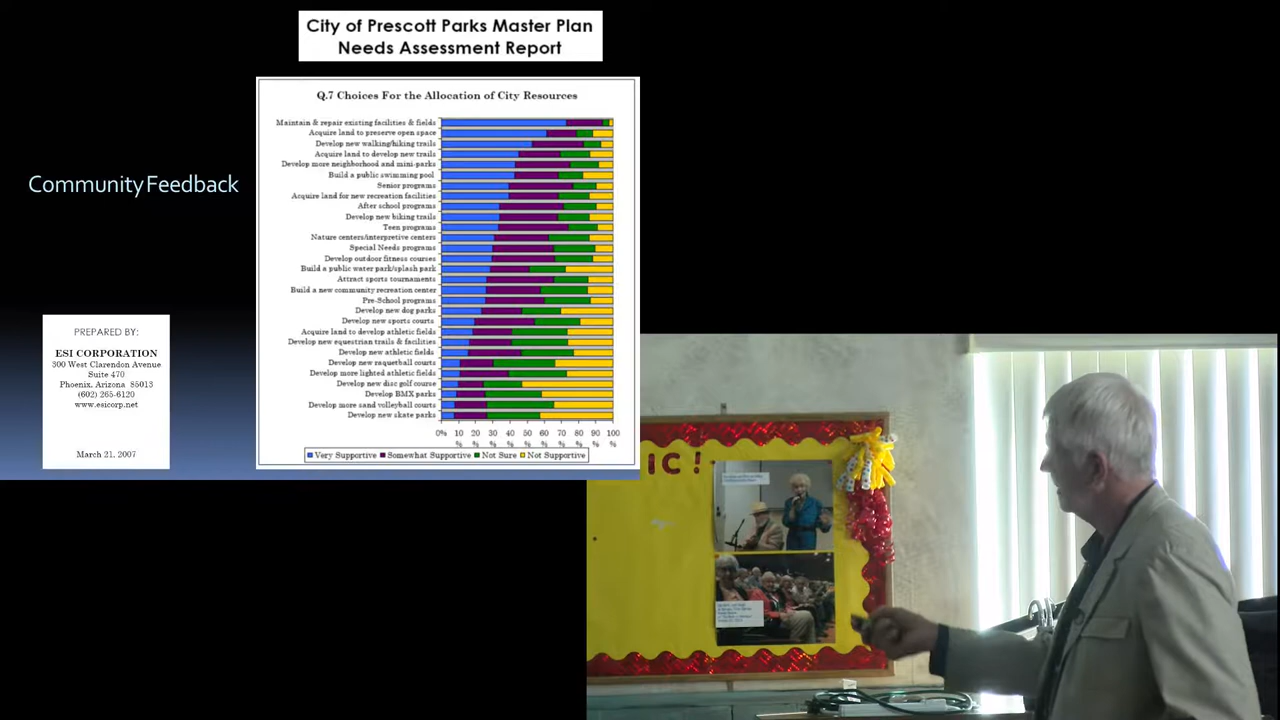 City of Prescott Parks Master Plan
Needs Assessment Report
Q.7 Choices For the Allocation of City Resources
Maintain & repair existing facilities & fields
Acquire land to preserve open space
Develop new walking/hiking trails
Acquire land to develop new trails
Develop more neighborhood and mini-parks
Build a public swimming pool
Senior programs
Acquire land for new recreation facilities
After school programs
Develop new biking trails
Teen programs
Nature centers/interpretive centers
Special Needs programs
Develop outdoor fitness courses
Build a public water park/splash park
Attract sports tournaments
Build a new community recreation center
Pre-School programs
Develop new dog parks
Develop new sports courts
Acquire land to develop athletic fields
Develop new equestrian trails & facilities
Develop new athletic fields
Develop new raquetball courts
Develop more lighted athletic fields
Develop new disc golf course
Develop BMX parks
Develop more sand volleyball courts
Develop new skate parks
0% 10 20 30 40 50 60 70 80 90 100
% % % % % % % % % %
Very Supportive Somewhat Supportive Not Sure Not Supportive
Community Feedback
PREPARED BY:
ESI CORPORATION
300 West Clarendon Avenue
Suite 470
Phoenix, Arizona 85013
(602) 265-6120
www.esicorp.net
March 21, 2007
IC!